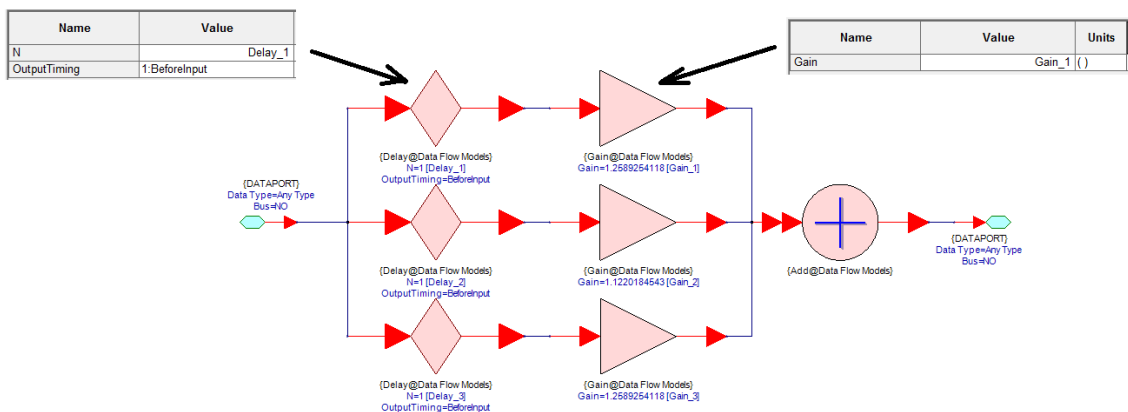 Name Value
N Delay_1
OutputTiming 1:BeforeInput
Name Value Units
Gain Gain_1 ( )
{Delay@Data Flow Models}
N=1 [Delay_1]
OutputTiming=BeforeInput
{Gain@Data Flow Models}
Gain=1.2589254118 [Gain_1]
{DATAPORT}
Data Type=Any Type
Bus=NO
{Delay@Data Flow Models}
N=1 [Delay_2]
OutputTiming=BeforeInput
{Gain@Data Flow Models}
Gain=1.1220184543 [Gain_2]
{Add@Data Flow Models}
{DATAPORT}
Data Type=Any Type
Bus=NO
{Delay@Data Flow Models}
N=1 [Delay_3]
OutputTiming=BeforeInput
{Gain@Data Flow Models}
Gain=1.2589254118 [Gain_3]